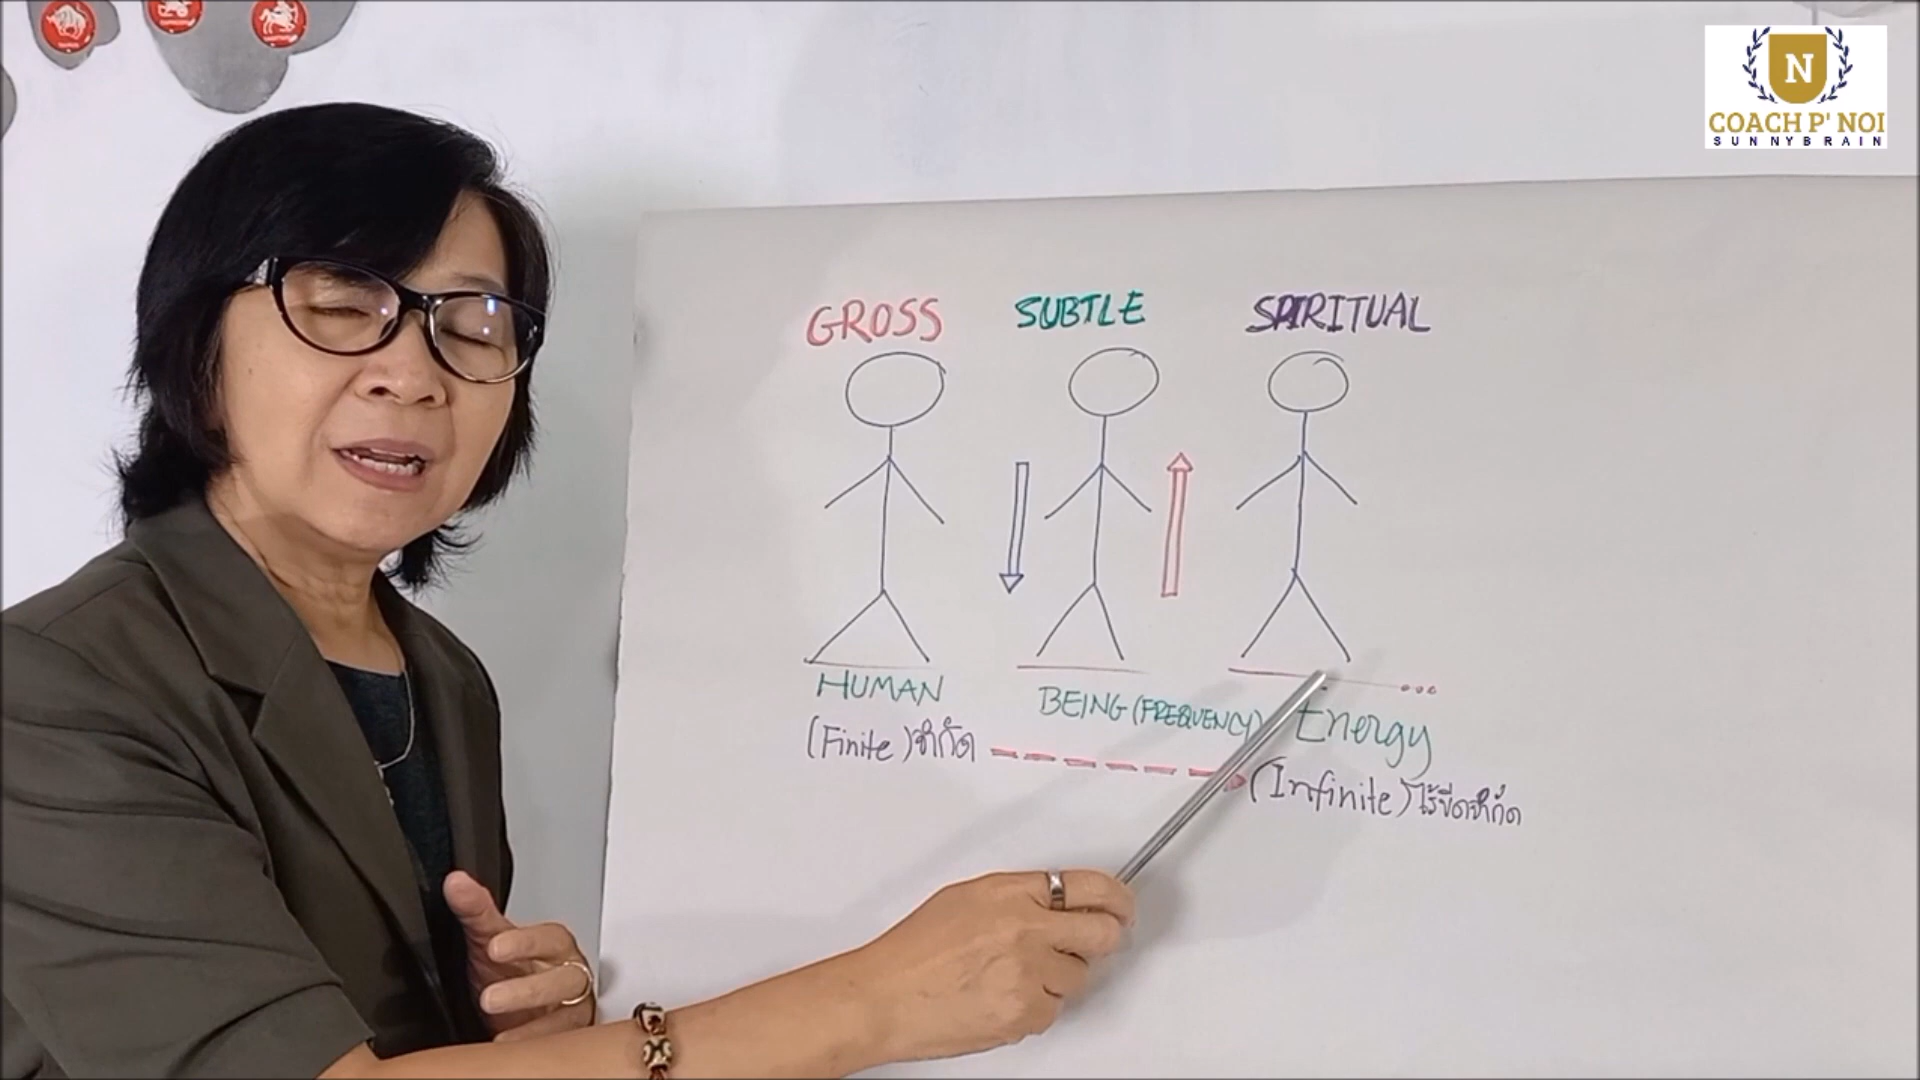 N
COACH P' NOI
SUNNYBRAIN
GROSS SUBTLE SPIRITUAL
HUMAN BEING (FREQUENCY) Energy
(Finite) จำกัด (Infinite) ไร้ขีดจำกัด